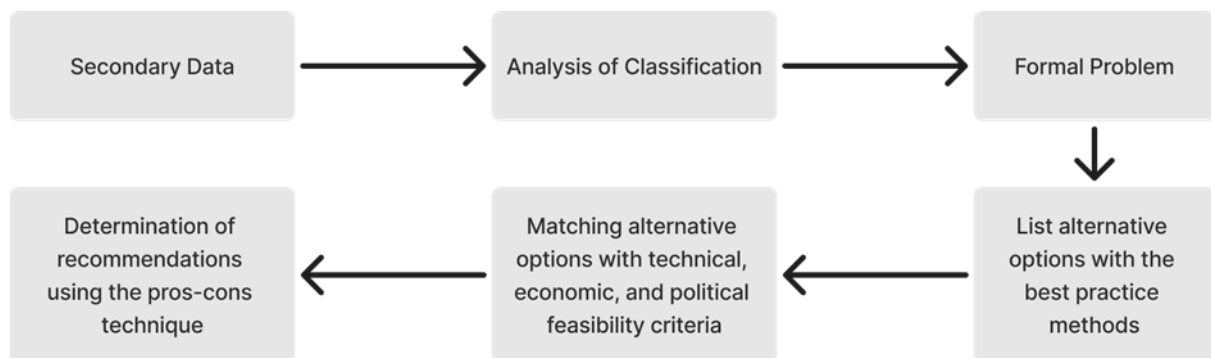 Secondary Data
Analysis of Classification
Formal Problem
List alternative
options with the
best practice
methods
Matching alternative
options with technical,
economic, and political
feasibility criteria
Determination of
recommendations
using the pros-cons
technique